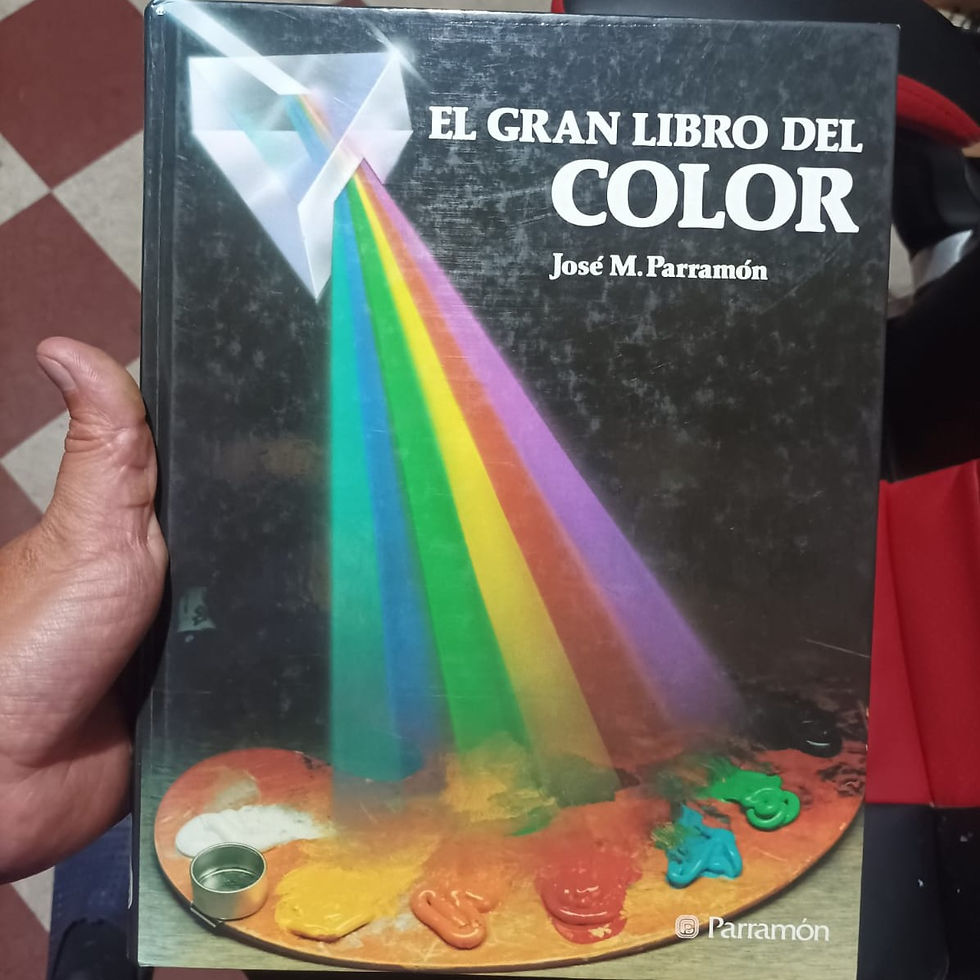 EL GRAN LIBRO DEL
COLOR
José M. Parramón
Parramón